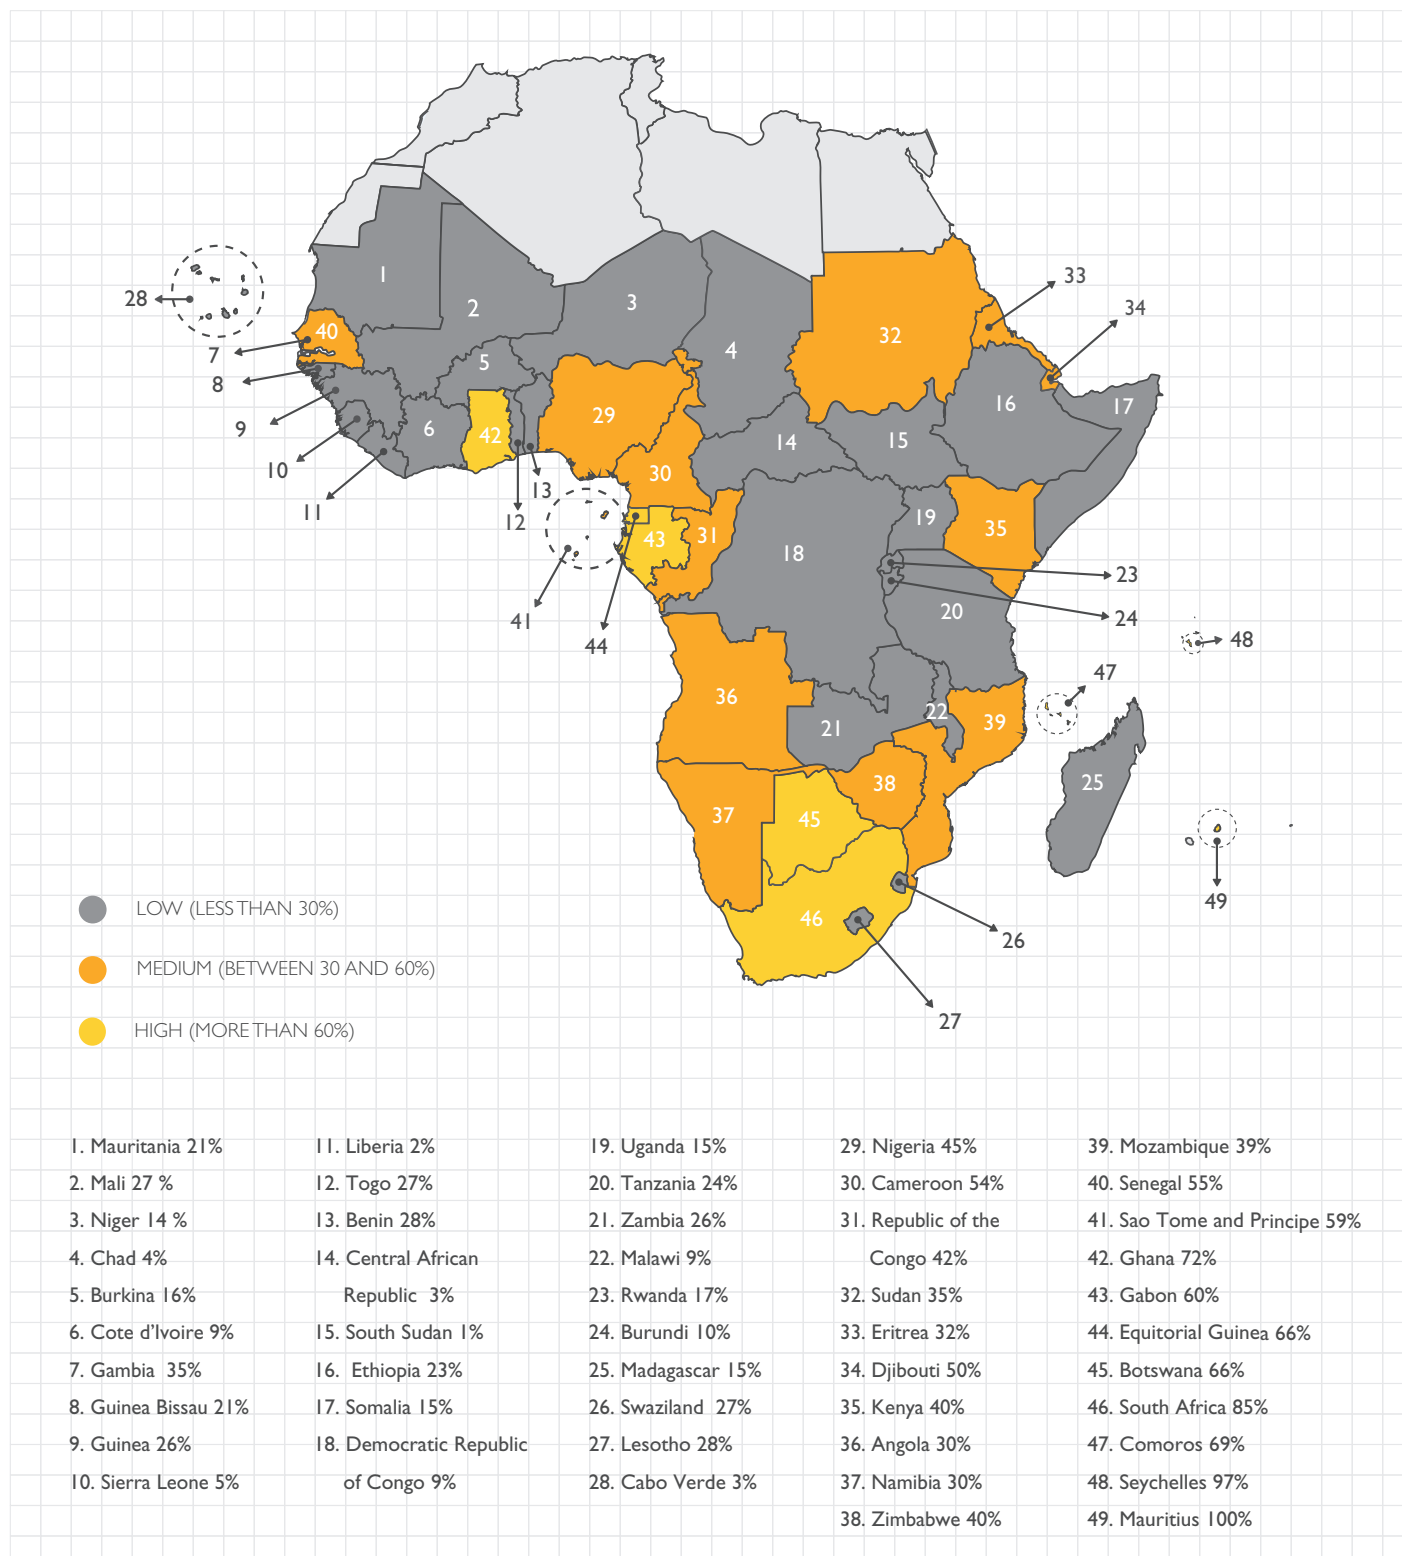 1
2
3
4
5
6
7
8
9
10
11
12
13
14
15
16
17
18
19
20
21
22
23
24
25
26
27
28
29
30
31
32
33
34
35
36
37
38
39
40
41
42
43
44
45
46
47
48
49
LOW (LESS THAN 30%)
MEDIUM (BETWEEN 30 AND 60%)
HIGH (MORE THAN 60%)
1. Mauritania 21%
2. Mali 27 %
3. Niger 14 %
4. Chad 4%
5. Burkina 16%
6. Cote d'Ivoire 9%
7. Gambia 35%
8. Guinea Bissau 21%
9. Guinea 26%
10. Sierra Leone 5%
11. Liberia 2%
12. Togo 27%
13. Benin 28%
14. Central African
Republic 3%
15. South Sudan 1%
16. Ethiopia 23%
17. Somalia 15%
18. Democratic Republic
of Congo 9%
19. Uganda 15%
20. Tanzania 24%
21. Zambia 26%
22. Malawi 9%
23. Rwanda 17%
24. Burundi 10%
25. Madagascar 15%
26. Swaziland 27%
27. Lesotho 28%
28. Cabo Verde 3%
29. Nigeria 45%
30. Cameroon 54%
31. Republic of the
Congo 42%
32. Sudan 35%
33. Eritrea 32%
34. Djibouti 50%
35. Kenya 40%
36. Angola 30%
37. Namibia 30%
38. Zimbabwe 40%
39. Mozambique 39%
40. Senegal 55%
41. Sao Tome and Principe 59%
42. Ghana 72%
43. Gabon 60%
44. Equitorial Guinea 66%
45. Botswana 66%
46. South Africa 85%
47. Comoros 69%
48. Seychelles 97%
49. Mauritius 100%